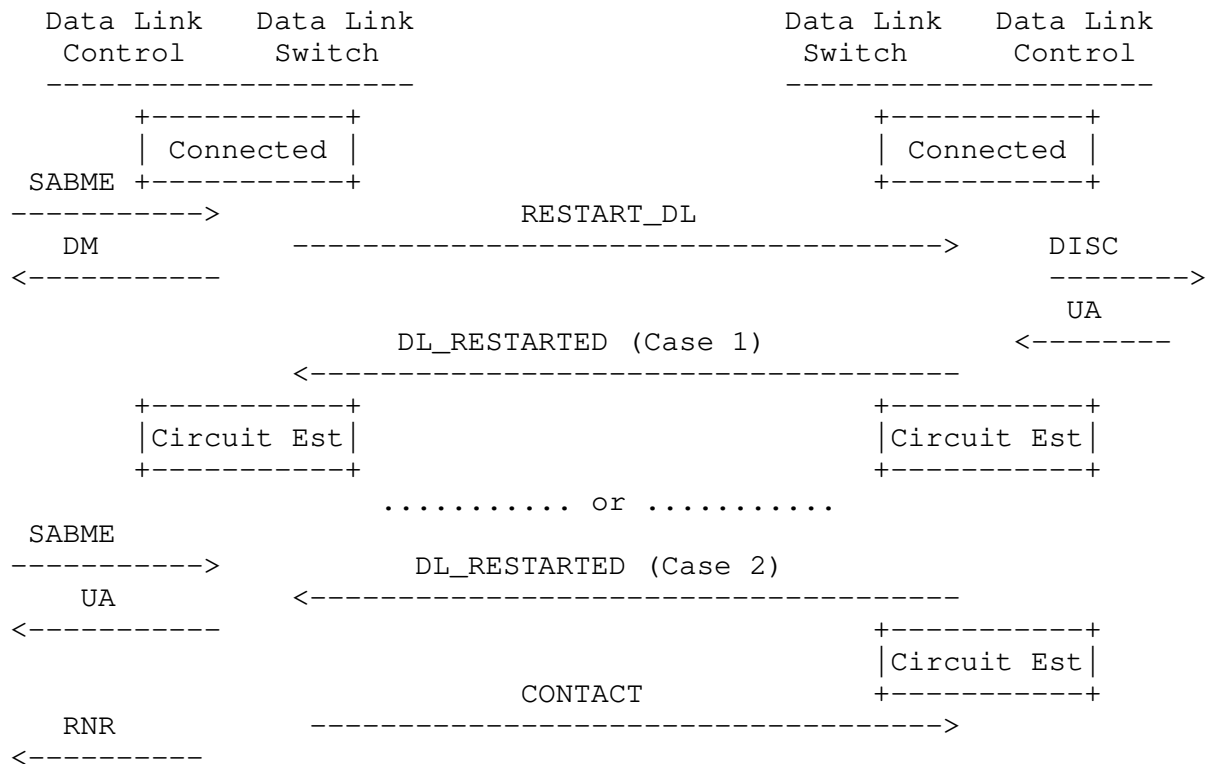 Data Link Data Link Data Link Data Link
Control Switch Switch Control
Connected Connected
SABME
RESTART_DL
DM DISC
UA
DL_RESTARTED (Case 1)
Circuit Est Circuit Est
........... or ...........
SABME
DL_RESTARTED (Case 2)
UA
Circuit Est
CONTACT
RNR